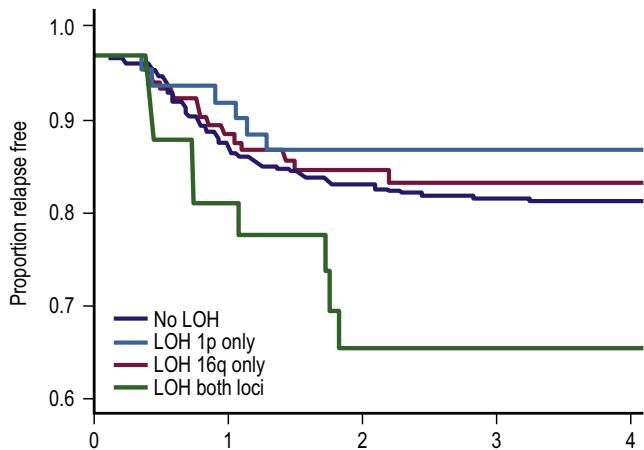 Proportion relapse free
1.0
0.9
0.8
0.7
0.6
No LOH
LOH 1p only
LOH 16q only
LOH both loci
0 1 2 3 4